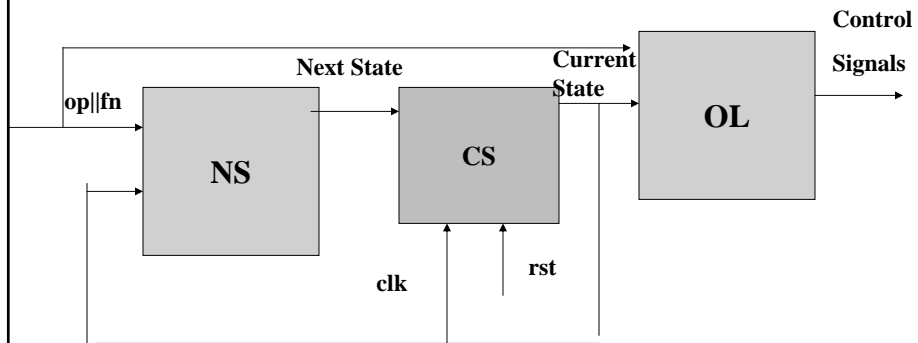 Control
Signals
Next State
Current
State
op||fn
NS
CS
OL
clk
rst